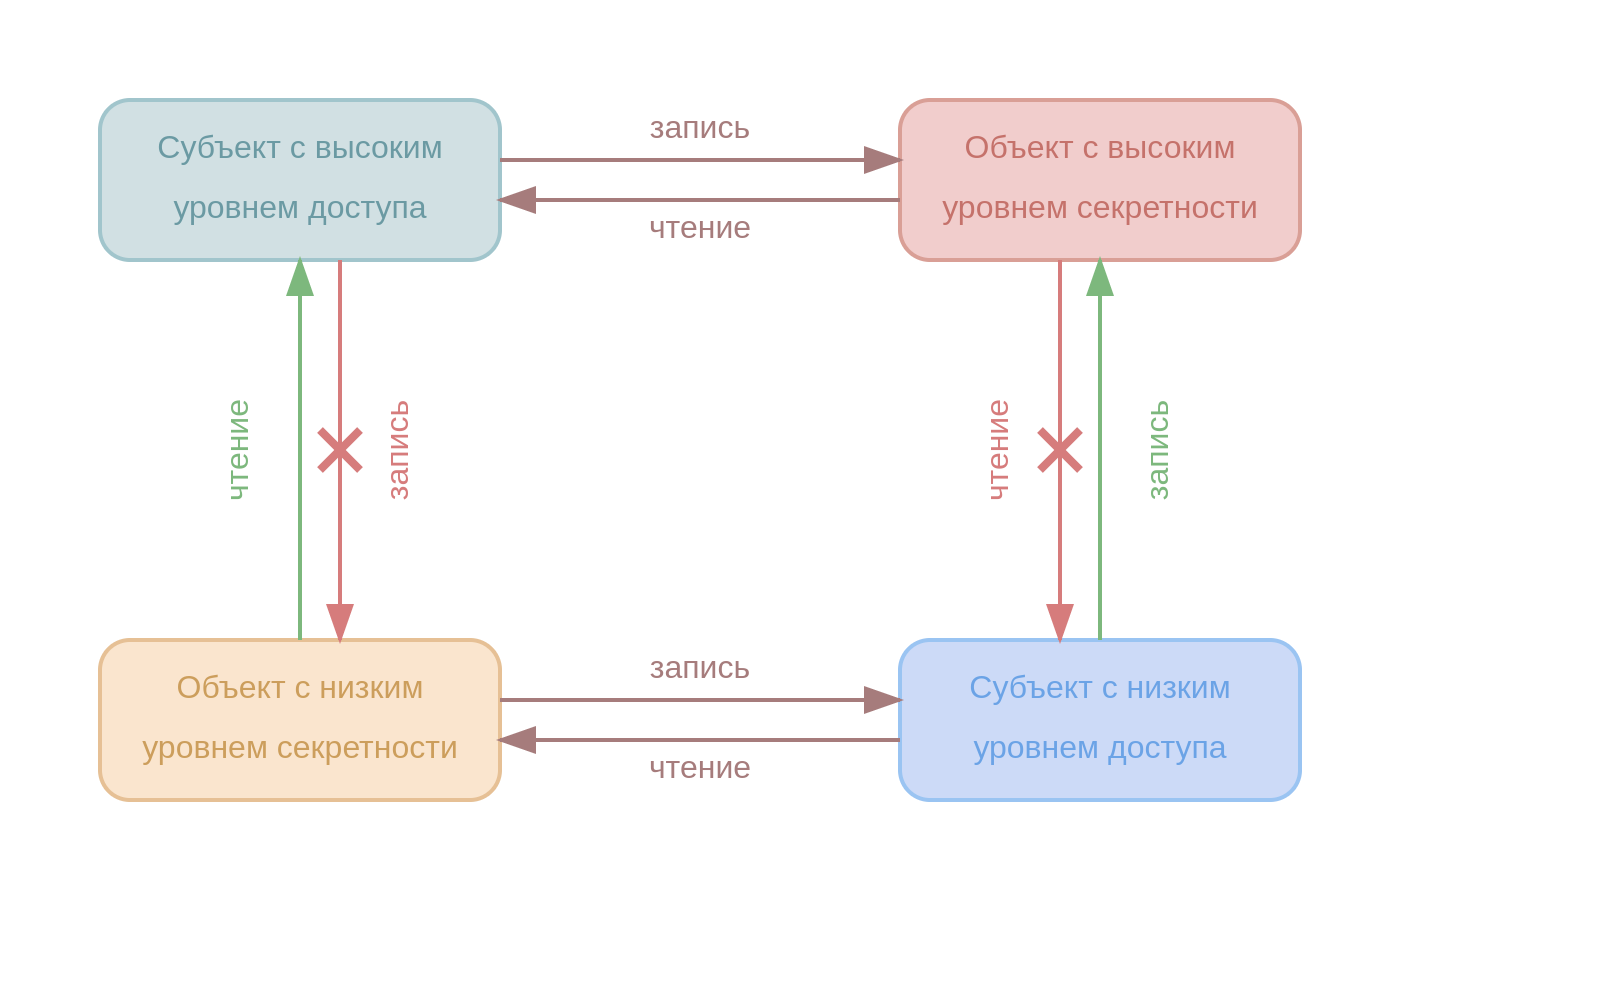 запись
Субъект с высоким
уровнем доступа
Объект с высоким
уровнем секретности
чтение
чтение
запись
чтение
запись
запись
Объект с низким
уровнем секретности
Субъект с низким
уровнем доступа
чтение